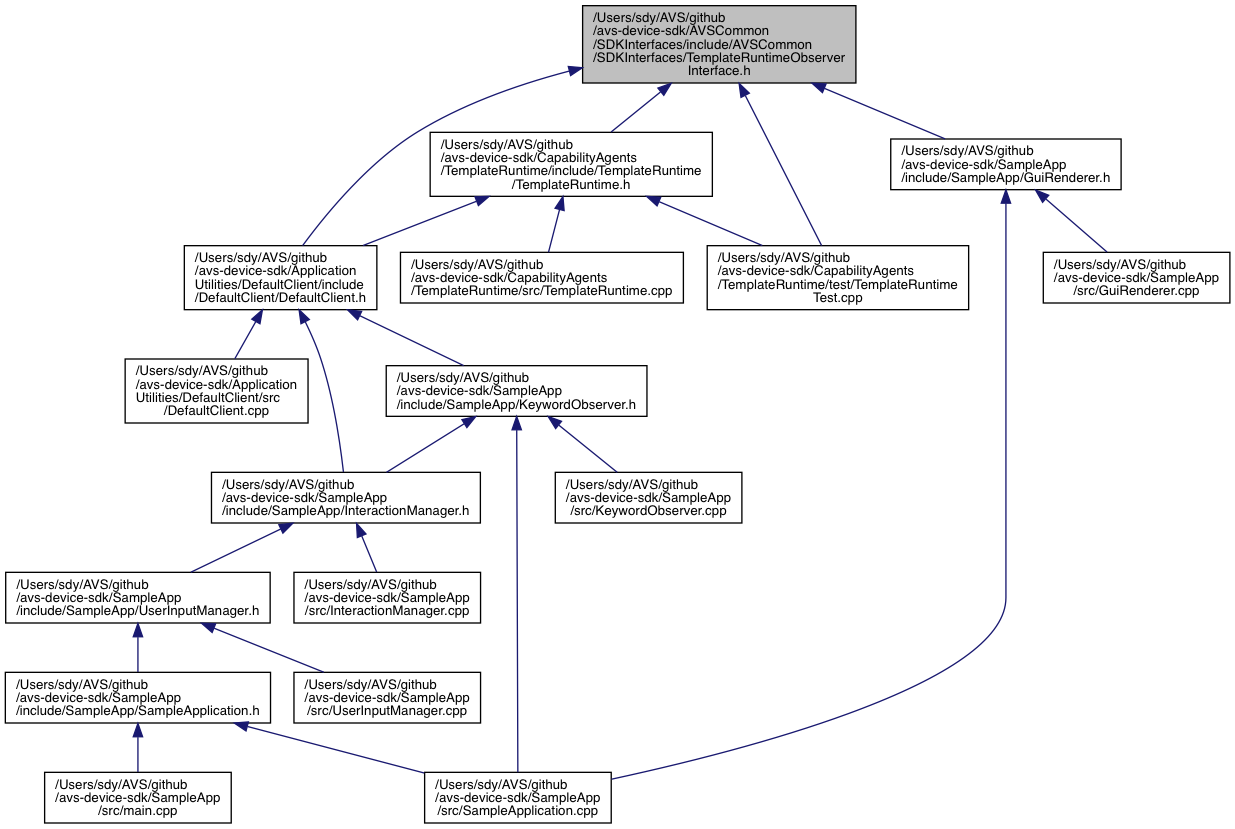 /Users/sdy/AVS/github
/avs-device-sdk/AVSCommon
/SDKInterfaces/include/AVSCommon
/SDKInterfaces/TemplateRuntimeObserver
Interface.h
/Users/sdy/AVS/github
/avs-device-sdk/CapabilityAgents
/TemplateRuntime/include/TemplateRuntime
/TemplateRuntime.h
/Users/sdy/AVS/github
/avs-device-sdk/SampleApp
/include/SampleApp/GuiRenderer.h
/Users/sdy/AVS/github
/avs-device-sdk/Application
Utilities/DefaultClient/include
/DefaultClient/DefaultClient.h
/Users/sdy/AVS/github
/avs-device-sdk/CapabilityAgents
/TemplateRuntime/src/TemplateRuntime.cpp
/Users/sdy/AVS/github
/avs-device-sdk/CapabilityAgents
/TemplateRuntime/test/TemplateRuntime
Test.cpp
/Users/sdy/AVS/github
/avs-device-sdk/SampleApp
/src/GuiRenderer.cpp
/Users/sdy/AVS/github
/avs-device-sdk/Application
Utilities/DefaultClient/src
/DefaultClient.cpp
/Users/sdy/AVS/github
/avs-device-sdk/SampleApp
/include/SampleApp/KeywordObserver.h
/Users/sdy/AVS/github
/avs-device-sdk/SampleApp
/include/SampleApp/InteractionManager.h
/Users/sdy/AVS/github
/avs-device-sdk/SampleApp
/src/KeywordObserver.cpp
/Users/sdy/AVS/github
/avs-device-sdk/SampleApp
/include/SampleApp/UserInputManager.h
/Users/sdy/AVS/github
/avs-device-sdk/SampleApp
/src/InteractionManager.cpp
/Users/sdy/AVS/github
/avs-device-sdk/SampleApp
/include/SampleApp/SampleApplication.h
/Users/sdy/AVS/github
/avs-device-sdk/SampleApp
/src/UserInputManager.cpp
/Users/sdy/AVS/github
/avs-device-sdk/SampleApp
/src/main.cpp
/Users/sdy/AVS/github
/avs-device-sdk/SampleApp
/src/SampleApplication.cpp